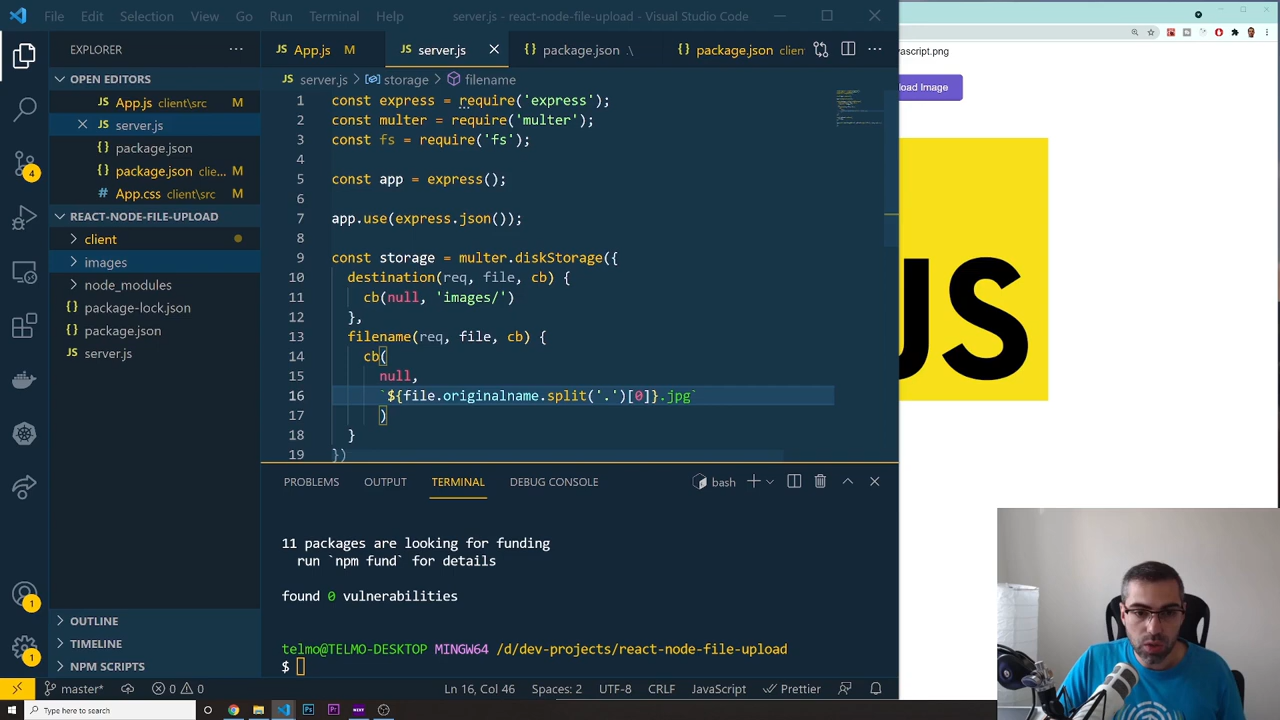 File Edit Selection View Go Run Terminal Help server.js - react-node-file-upload - Visual Studio Code
EXPLORER
OPEN EDITORS
App.js client\src M
server.js
package.json
package.json clie... M
App.css client\src M
REACT-NODE-FILE-UPLOAD
client
images
node_modules
package-lock.json
package.json
server.js
OUTLINE
TIMELINE
NPM SCRIPTS
4
1
1
App.js M server.js package.json .\ package.json client
server.js storage filename
1 const express = require('express');
2 const multer = require('multer');
3 const fs = require('fs');
4
5 const app = express();
6
7 app.use(express.json());
8
9 const storage = multer.diskStorage({
10 destination(req, file, cb) {
11 cb(null, 'images/')
12 },
13 filename(req, file, cb) {
14 cb(
15 null,
16 `${file.originalname.split('.')[0]}.jpg`
17 )
18 }
19 })
PROBLEMS OUTPUT TERMINAL DEBUG CONSOLE bash
11 packages are looking for funding
run `npm fund` for details
found 0 vulnerabilities
telmo@TELMO-DESKTOP MINGW64 /d/dev-projects/react-node-file-upload
$
master* 0 0 Ln 16, Col 46 Spaces: 2 UTF-8 CRLF JavaScript Prettier
Type here to search
vascript.png
load Image
JS